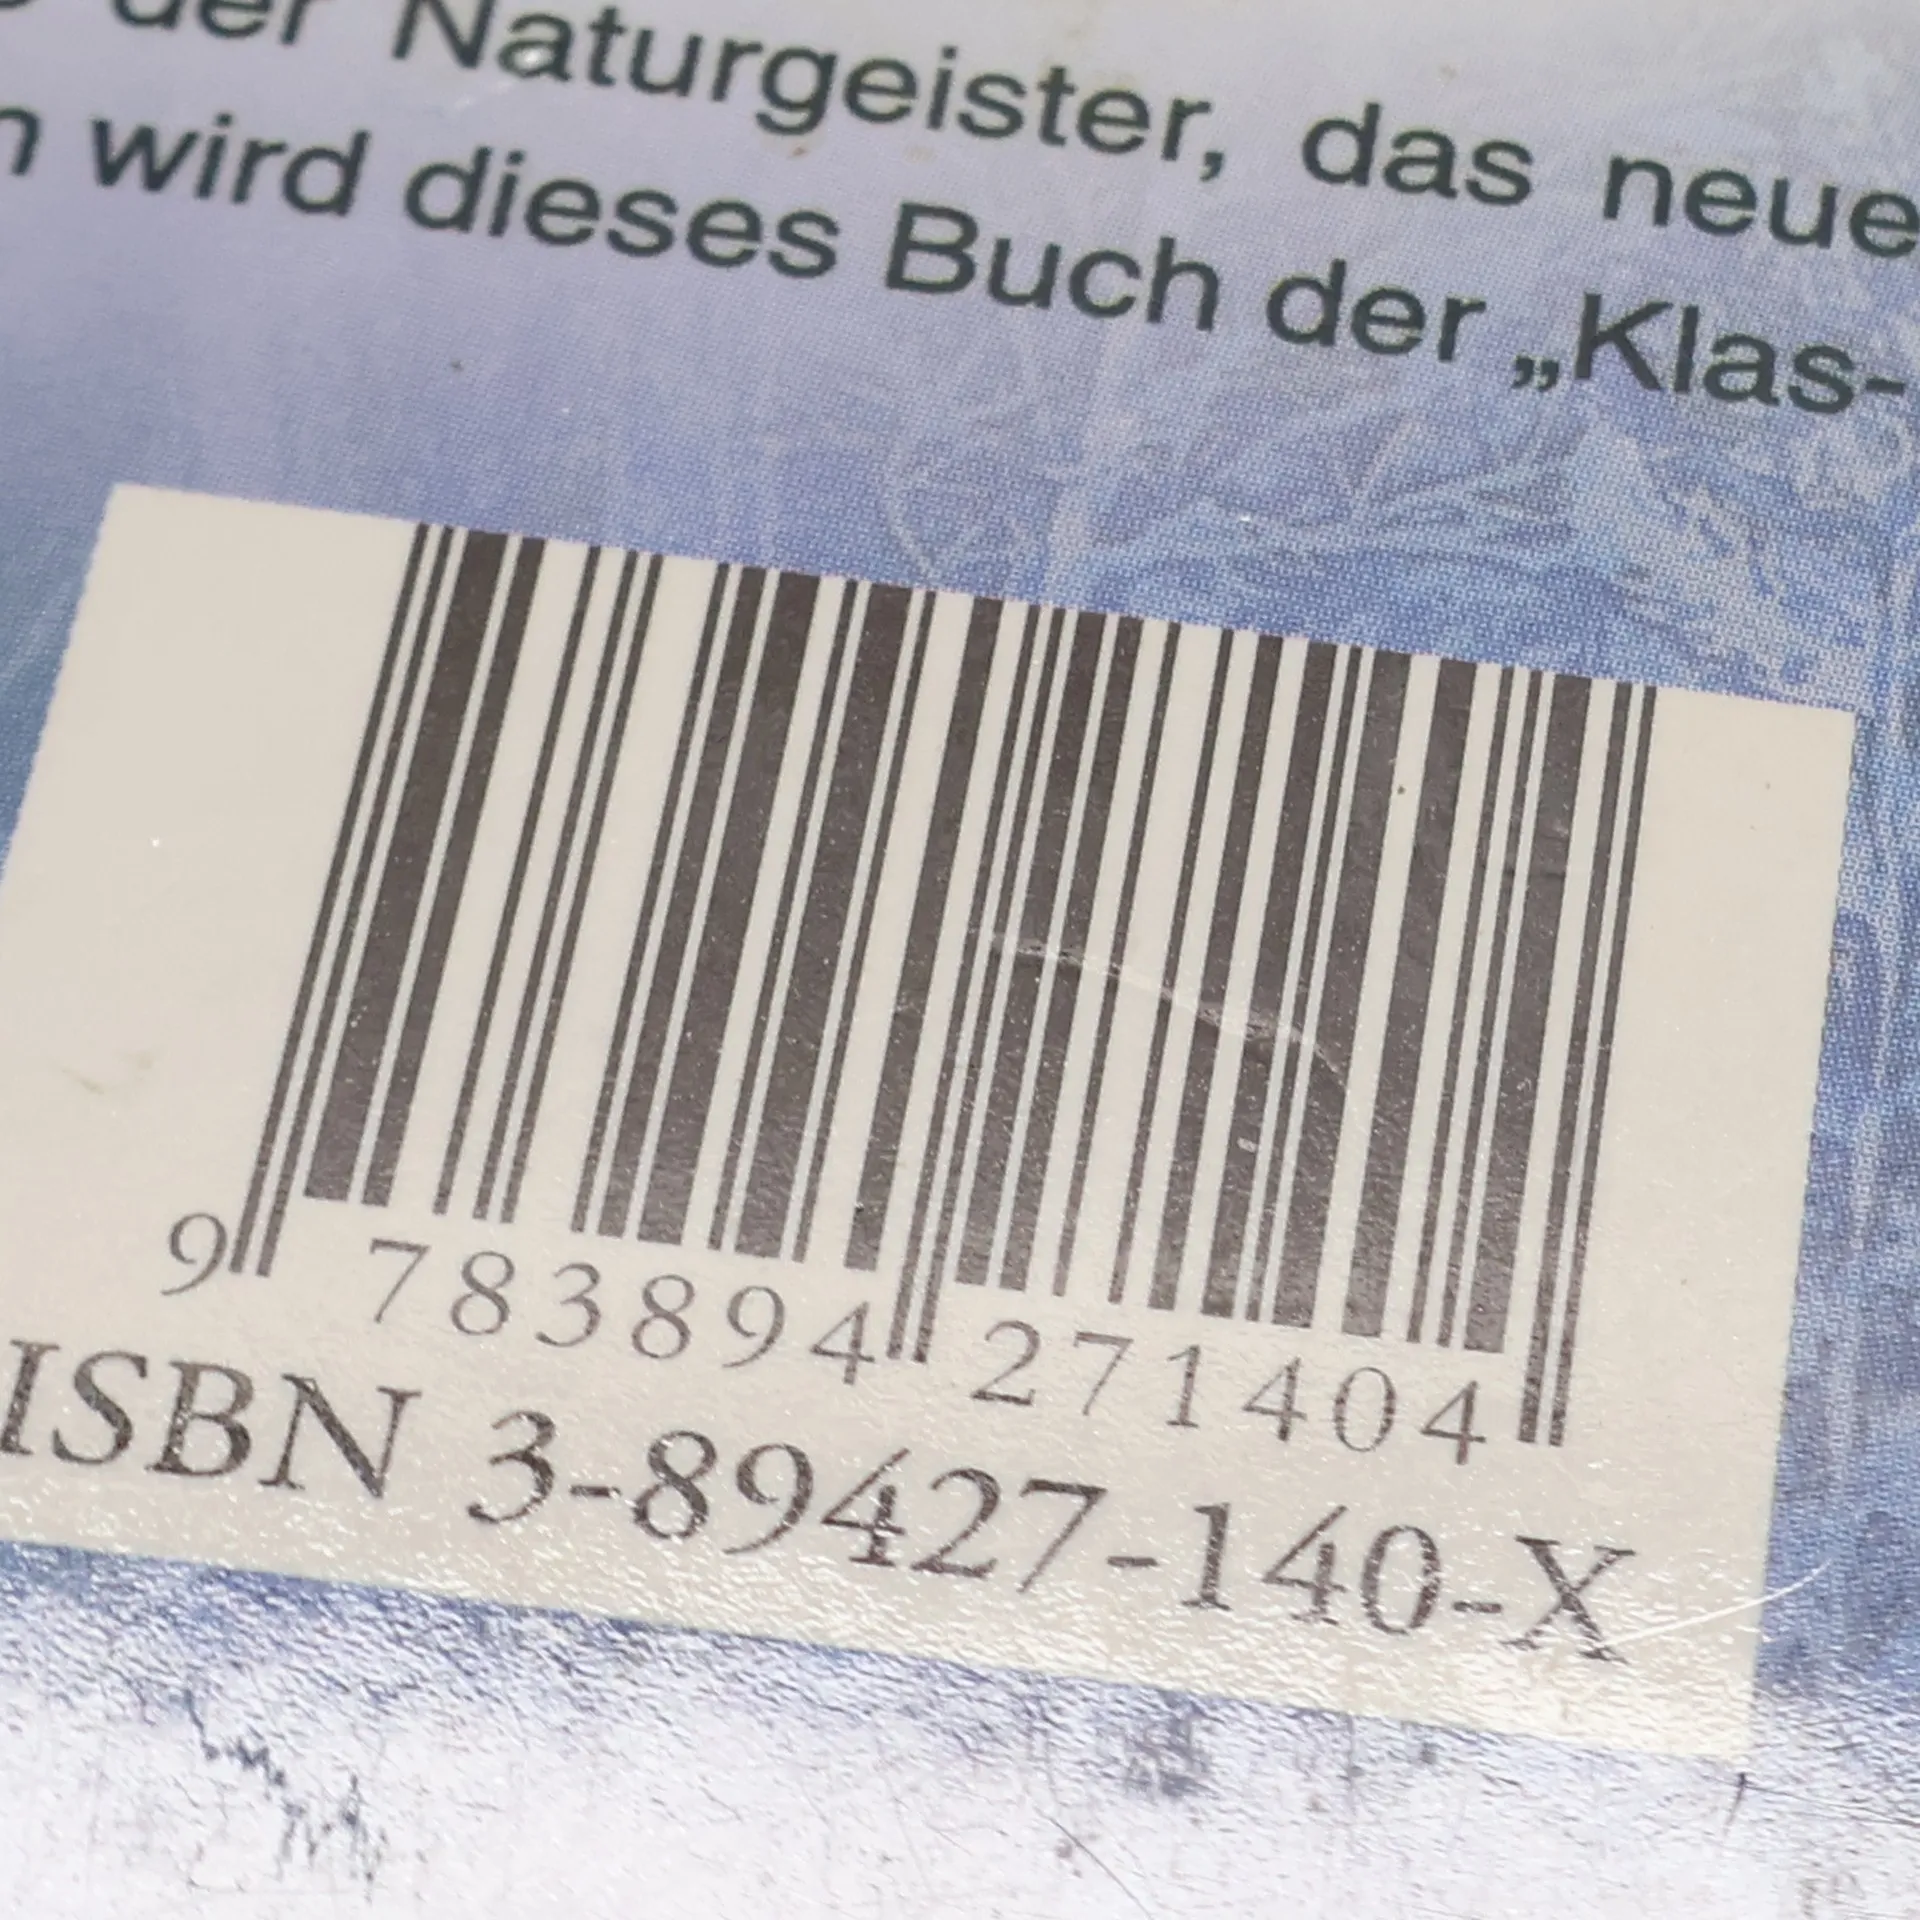 der Naturgeister, das neue
n wird dieses Buch der „Klas-
9 783894 271404
ISBN 3-89427-140-X